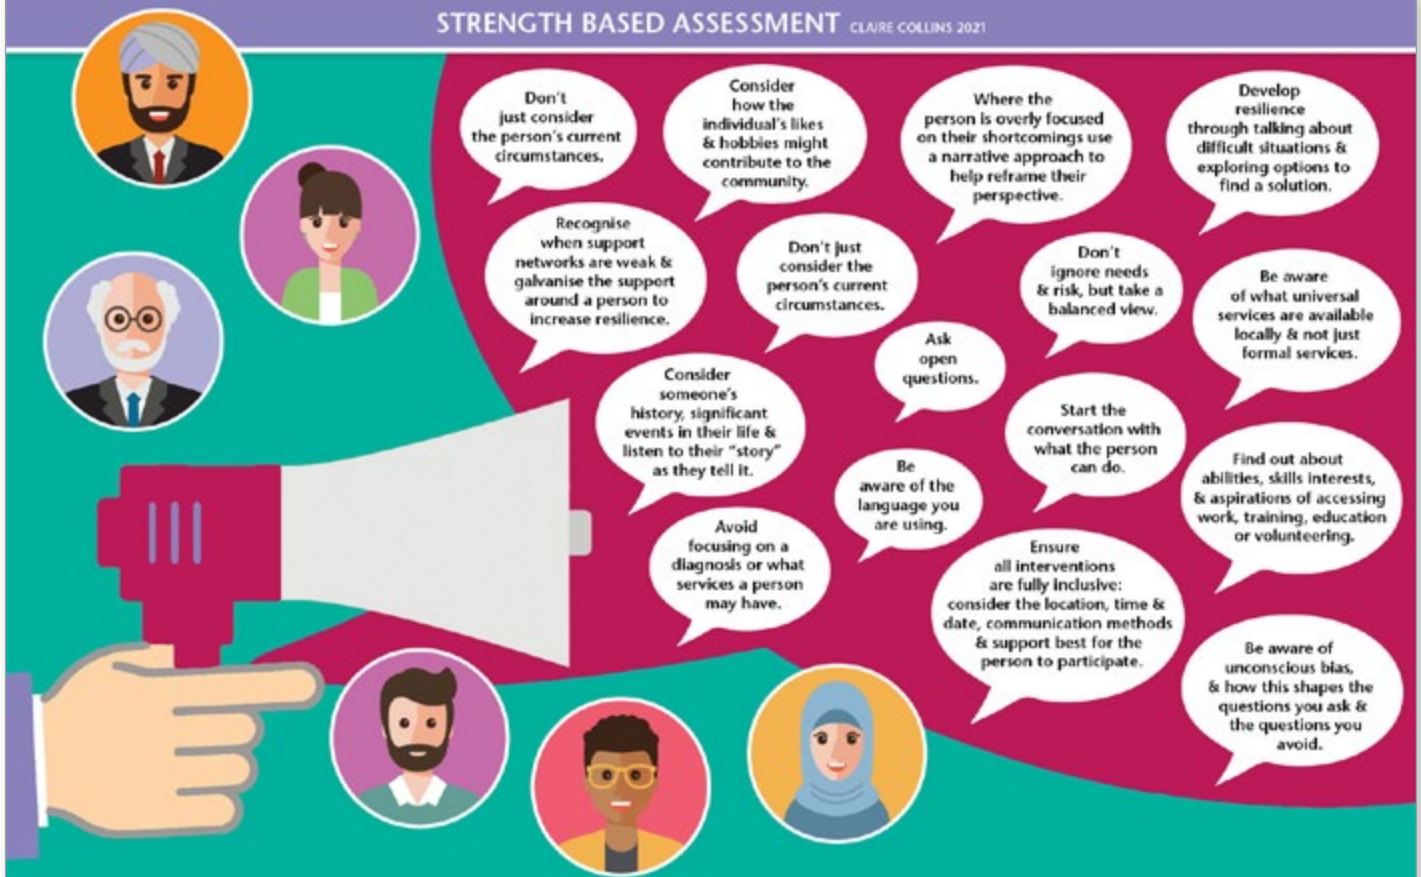 STRENGTH BASED ASSESSMENT CLAIRE COLLINS 2021
Don't
just consider
the person's current
circumstances.
Consider
how the
individual's likes
& hobbies might
contribute to the
community.
Where the
person is overly focused
on their shortcomings use
a narrative approach to
help reframe their
perspective.
Develop
resilience
through talking about
difficult situations &
exploring options to
find a solution.
Recognise
when support
networks are weak &
galvanise the support
around a person to
increase resilience.
Don't just
consider the
person's current
circumstances.
Don't
ignore needs
& risk, but take a
balanced view.
Be aware
of what universal
services are available
locally & not just
formal services.
Ask
open
questions.
Consider
someone's
history, significant
events in their life &
listen to their "story"
as they tell it.
Start the
conversation with
what the person
can do.
Be
aware of the
language you
are using.
Find out about
abilities, skills interests,
& aspirations of accessing
work, training, education
or volunteering.
Avoid
focusing on a
diagnosis or what
services a person
may have.
Ensure
all interventions
are fully inclusive:
consider the location, time &
date, communication methods
& support best for the
person to participate.
Be aware of
unconscious bias,
& how this shapes the
questions you ask &
the questions you
avoid.